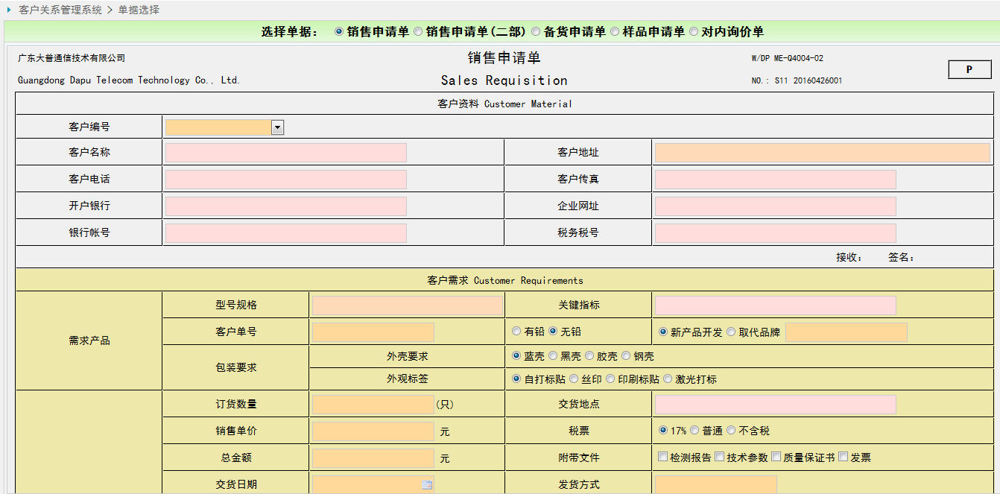 客户关系管理系统 > 单据选择
选择单据： 销售申请单 销售申请单(二部) 备货申请单 样品申请单 对内询价单
广东大普通信技术有限公司 销售申请单 W/DP ME-Q4004-02
P
Guangdong Dapu Telecom Technology Co., Ltd. Sales Requisition NO.: S11 20160426001
客户资料 Customer Material
客户编号
客户名称 客户地址
客户电话 客户传真
开户银行 企业网址
银行帐号 税务税号
接收： 签名：
客户需求 Customer Requirements
需求产品 型号规格 关键指标
客户单号 有铅 无铅 新产品开发 取代品牌
包装要求 外壳要求 蓝壳 黑壳 胶壳 钢壳
外观标签 自打标贴 丝印 印刷标贴 激光打标
订货数量 (只) 交货地点
销售单价 元 税票 17% 普通 不含税
总金额 元 附带文件 检测报告 技术参数 质量保证书 发票
交货日期 发货方式